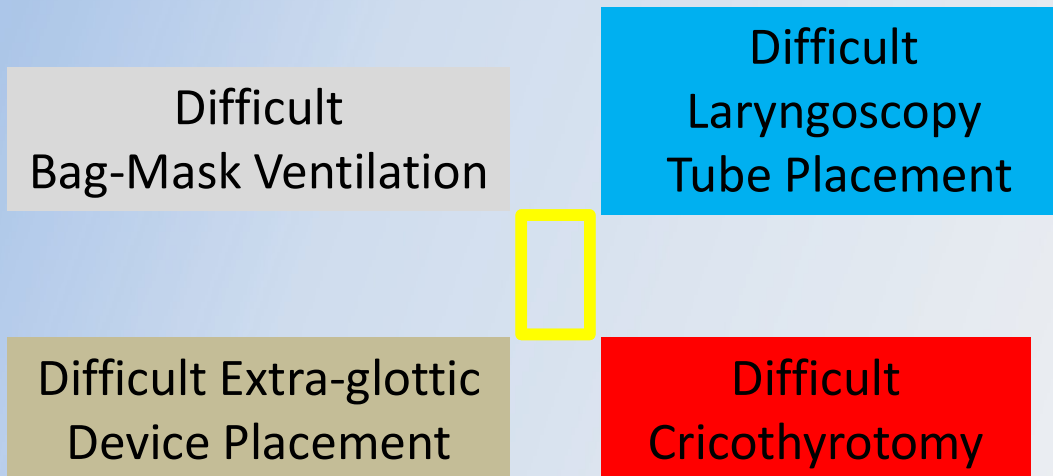 Difficult
Bag-Mask Ventilation
Difficult
Laryngoscopy
Tube Placement
Difficult Extra-glottic
Device Placement
Difficult
Cricothyrotomy